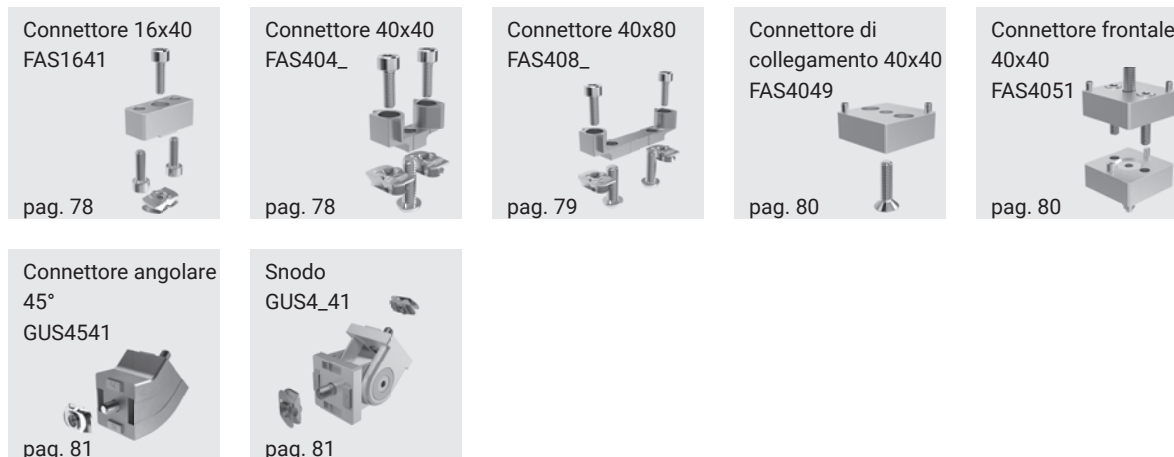 Connettore 16x40
FAS1641
pag. 78
Connettore 40x40
FAS404_
pag. 78
Connettore 40x80
FAS408_
pag. 79
Connettore di
collegamento 40x40
FAS4049
pag. 80
Connettore frontale
40x40
FAS4051
pag. 80
Connettore angolare
45°
GUS4541
pag. 81
Snodo
GUS4_41
pag. 81